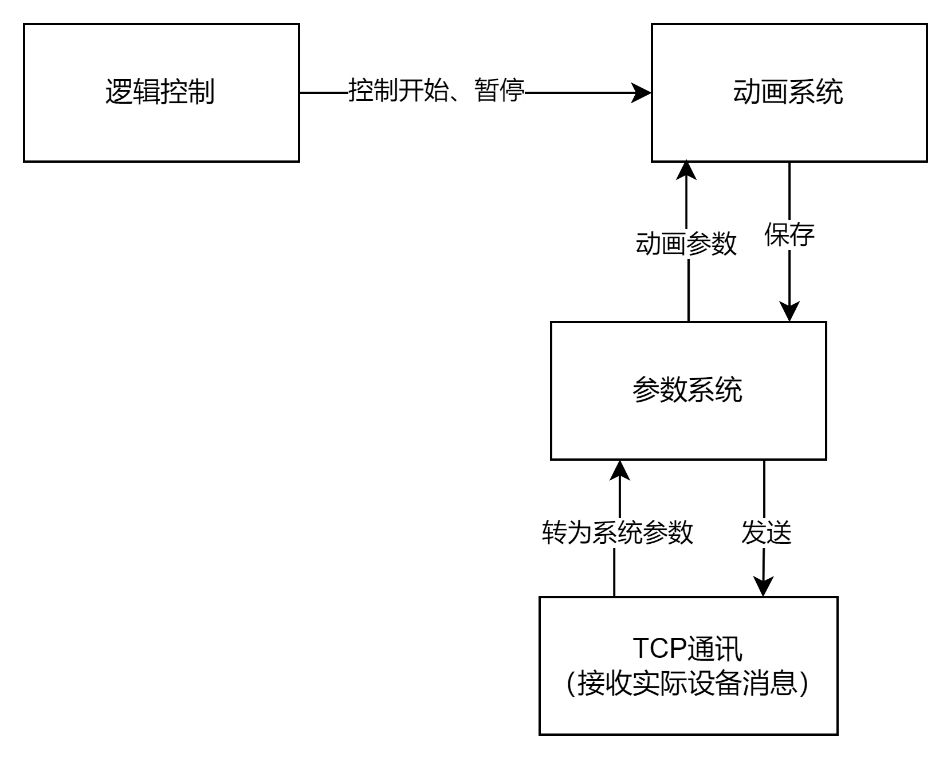 逻辑控制
控制开始、暂停
动画系统
动画参数
保存
参数系统
转为系统参数
发送
TCP通讯
（接收实际设备消息）